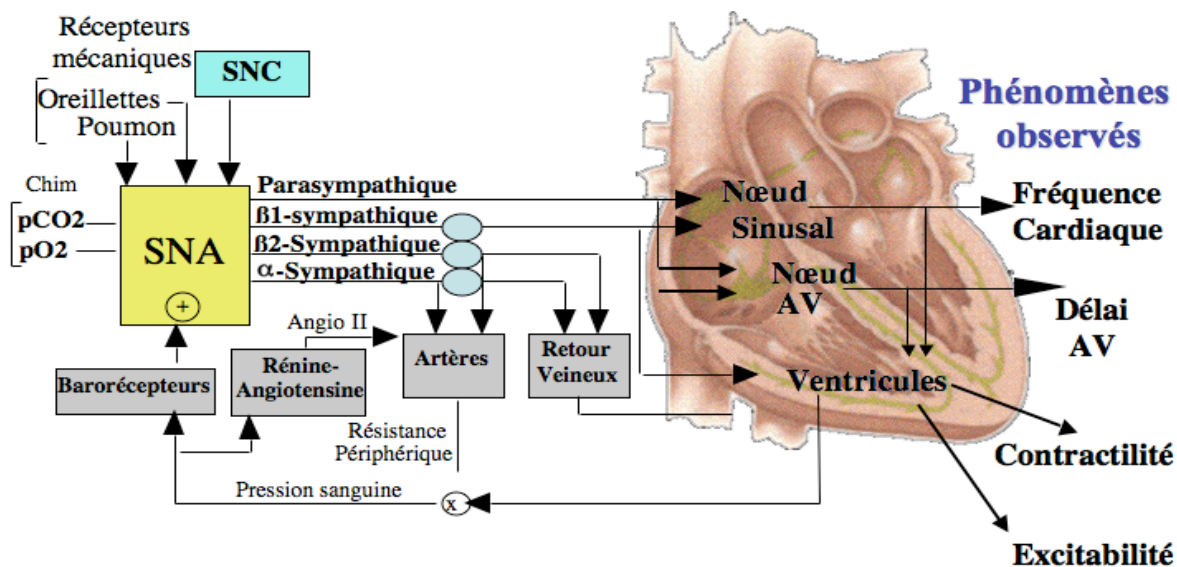 Récepteurs
mécaniques
SNC
Oreillettes
Poumon
Chim
pCO2
pO2
SNA
+
Parasympathique
ß1-sympathique
ß2-Sympathique
α-Sympathique
Angio II
Barorécepteurs
Rénine-
Angiotensine
Artères
Retour
Veineux
Résistance
Périphérique
Pression sanguine
x
Nœud
Sinusal
Nœud
AV
Ventricules
Phénomènes
observés
Fréquence
Cardiaque
Délai
AV
Contractilité
Excitabilité